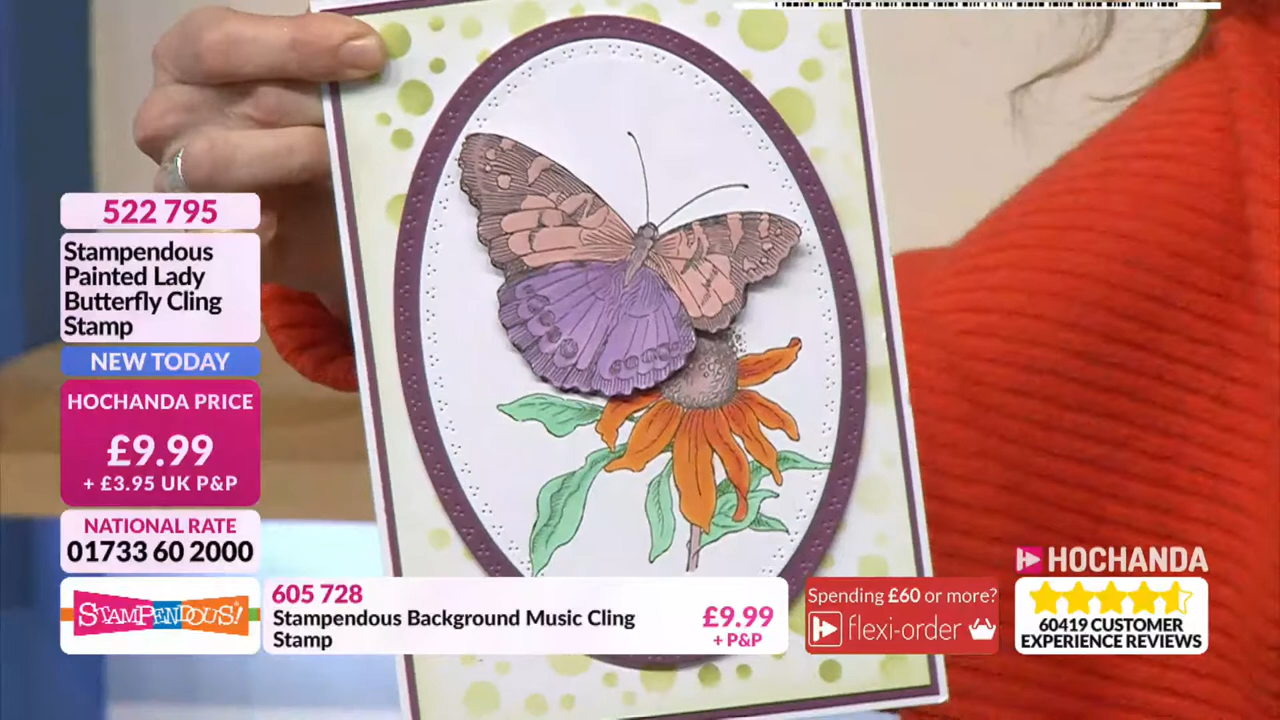 522 795
Stampendous
Painted Lady
Butterfly Cling
Stamp
NEW TODAY
HOCHANDA PRICE
£9.99
+ £3.95 UK P&P
NATIONAL RATE
01733 60 2000
STAMPENDOUS!
605 728
Stampendous Background Music Cling
Stamp
£9.99
+ P&P
Spending £60 or more?
flexi-order
HOCHANDA
60419 CUSTOMER
EXPERIENCE REVIEWS